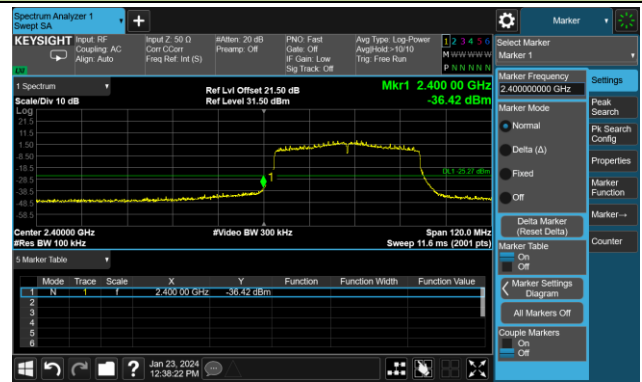 Spectrum Analyzer 1
Swept SA
Marker
KEYSIGHT
Input: RF
Coupling: AC
Align: Auto
Input Z: 50 Ω
Corr CCorr
Freq Ref: Int (S)
#Atten: 20 dB
Preamp: Off
PNO: Fast
Gate: Off
IF Gain: Low
Sig Track: Off
Avg Type: Log-Power
Avg|Hold:>10/10
Trig: Free Run
1 2 3 4 5 6
M W W W W W
P N N N N N
LW
1 Spectrum
Scale/Div 10 dB
Log
Ref Lvl Offset 21.50 dB
Ref Level 31.50 dBm
Mkr1 2.400 00 GHz
-36.42 dBm
21.5
11.5
1.50
-8.50
-18.5
-28.5
-38.5
-48.5
-58.5
1
DL1 -25.27 dBm
Center 2.40000 GHz
#Res BW 100 kHz
#Video BW 300 kHz
Span 120.0 MHz
Sweep 11.6 ms (2001 pts)
5 Marker Table
Mode Trace Scale X Y Function Function Width Function Value
1 N 1 f 2.400 00 GHz -36.42 dBm
2
3
4
5
6
Select Marker
Marker 1
Marker Frequency
2.400000000 GHz
Marker Mode
Normal
Delta (Δ)
Fixed
Off
Delta Marker
(Reset Delta)
Marker Table
On
Off
Marker Settings
Diagram
All Markers Off
Couple Markers
On
Off
Settings
Peak
Search
Pk Search
Config
Properties
Marker
Function
Marker→
Counter
?
Jan 23, 2024
12:38:22 PM